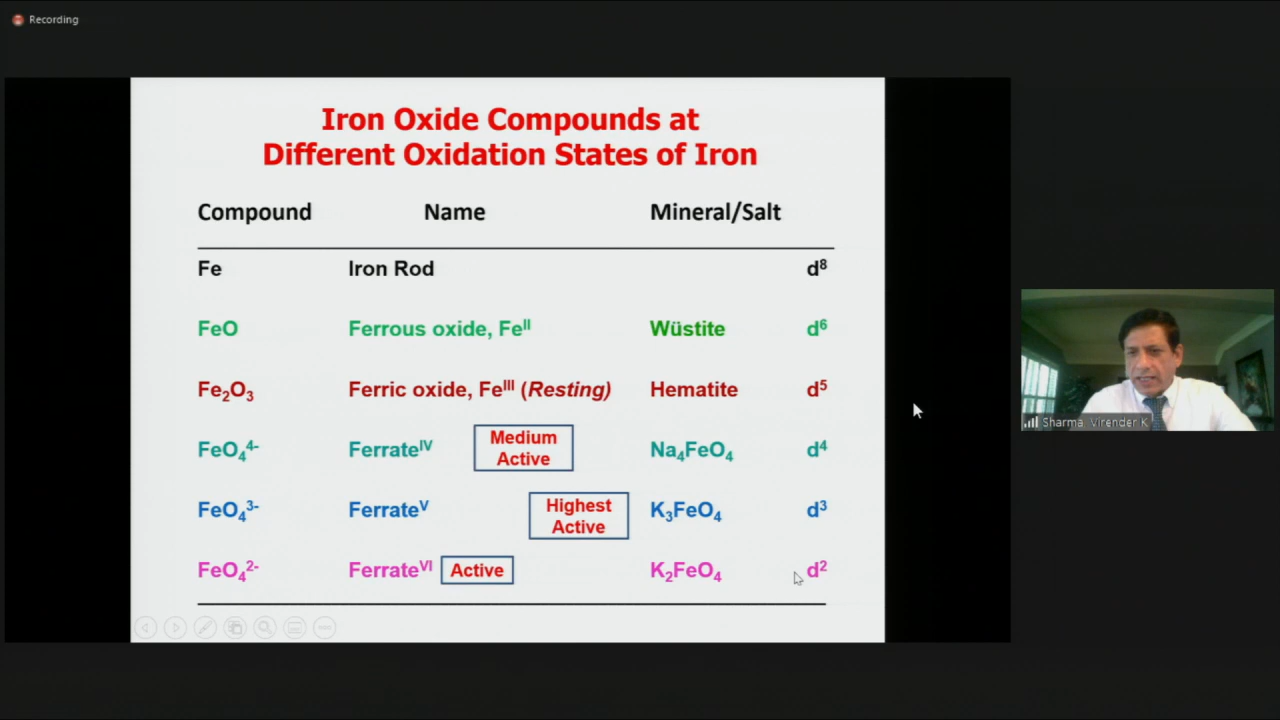 Recording
Iron Oxide Compounds at
Different Oxidation States of Iron
Compound Name Mineral/Salt
Fe Iron Rod d⁸
FeO Ferrous oxide, Feᴵᴵ Wüstite d⁶
Fe₂O₃ Ferric oxide, Feᴵᴵᴵ (Resting) Hematite d⁵
FeO₄⁴⁻ Ferrateᴵⱽ Medium Active Na₄FeO₄ d⁴
FeO₄³⁻ Ferrateⱽ Highest Active K₃FeO₄ d³
FeO₄²⁻ Ferrateⱽᴵ Active K₂FeO₄ d²
Sharma Virender K